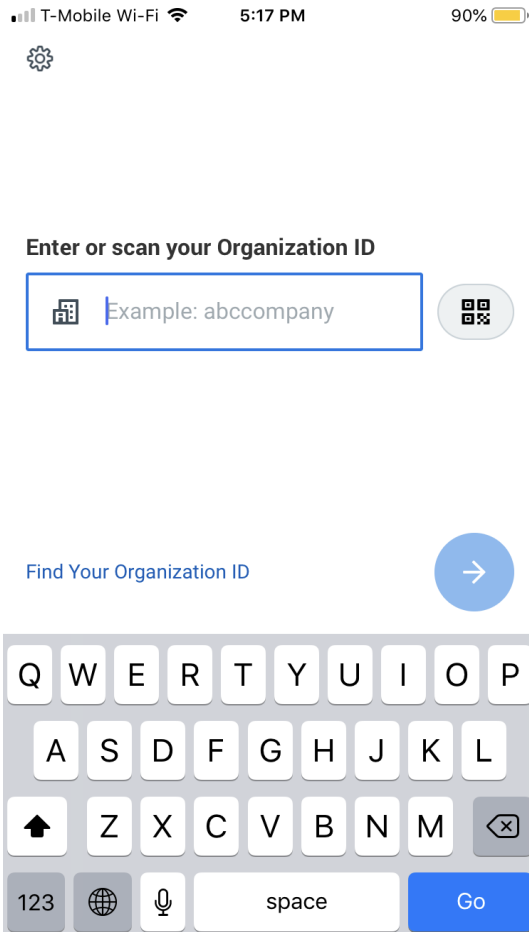 T-Mobile Wi-Fi 5:17 PM 90%
Enter or scan your Organization ID
Example: abccompany
Find Your Organization ID
Q W E R T Y U I O P
A S D F G H J K L
Z X C V B N M
123 space Go